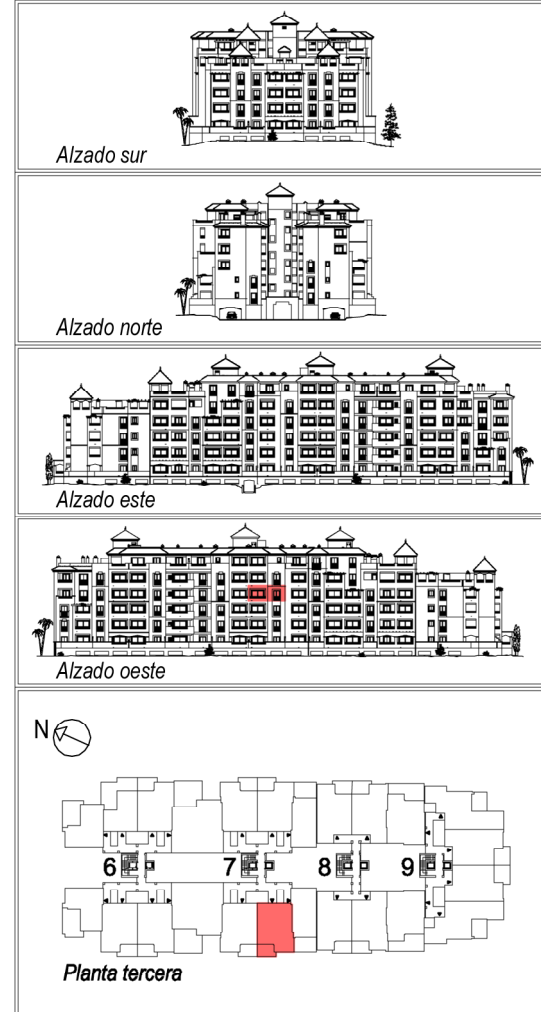 Alzado sur
Alzado norte
Alzado este
Alzado oeste
N
6 7 8 9
Planta tercera